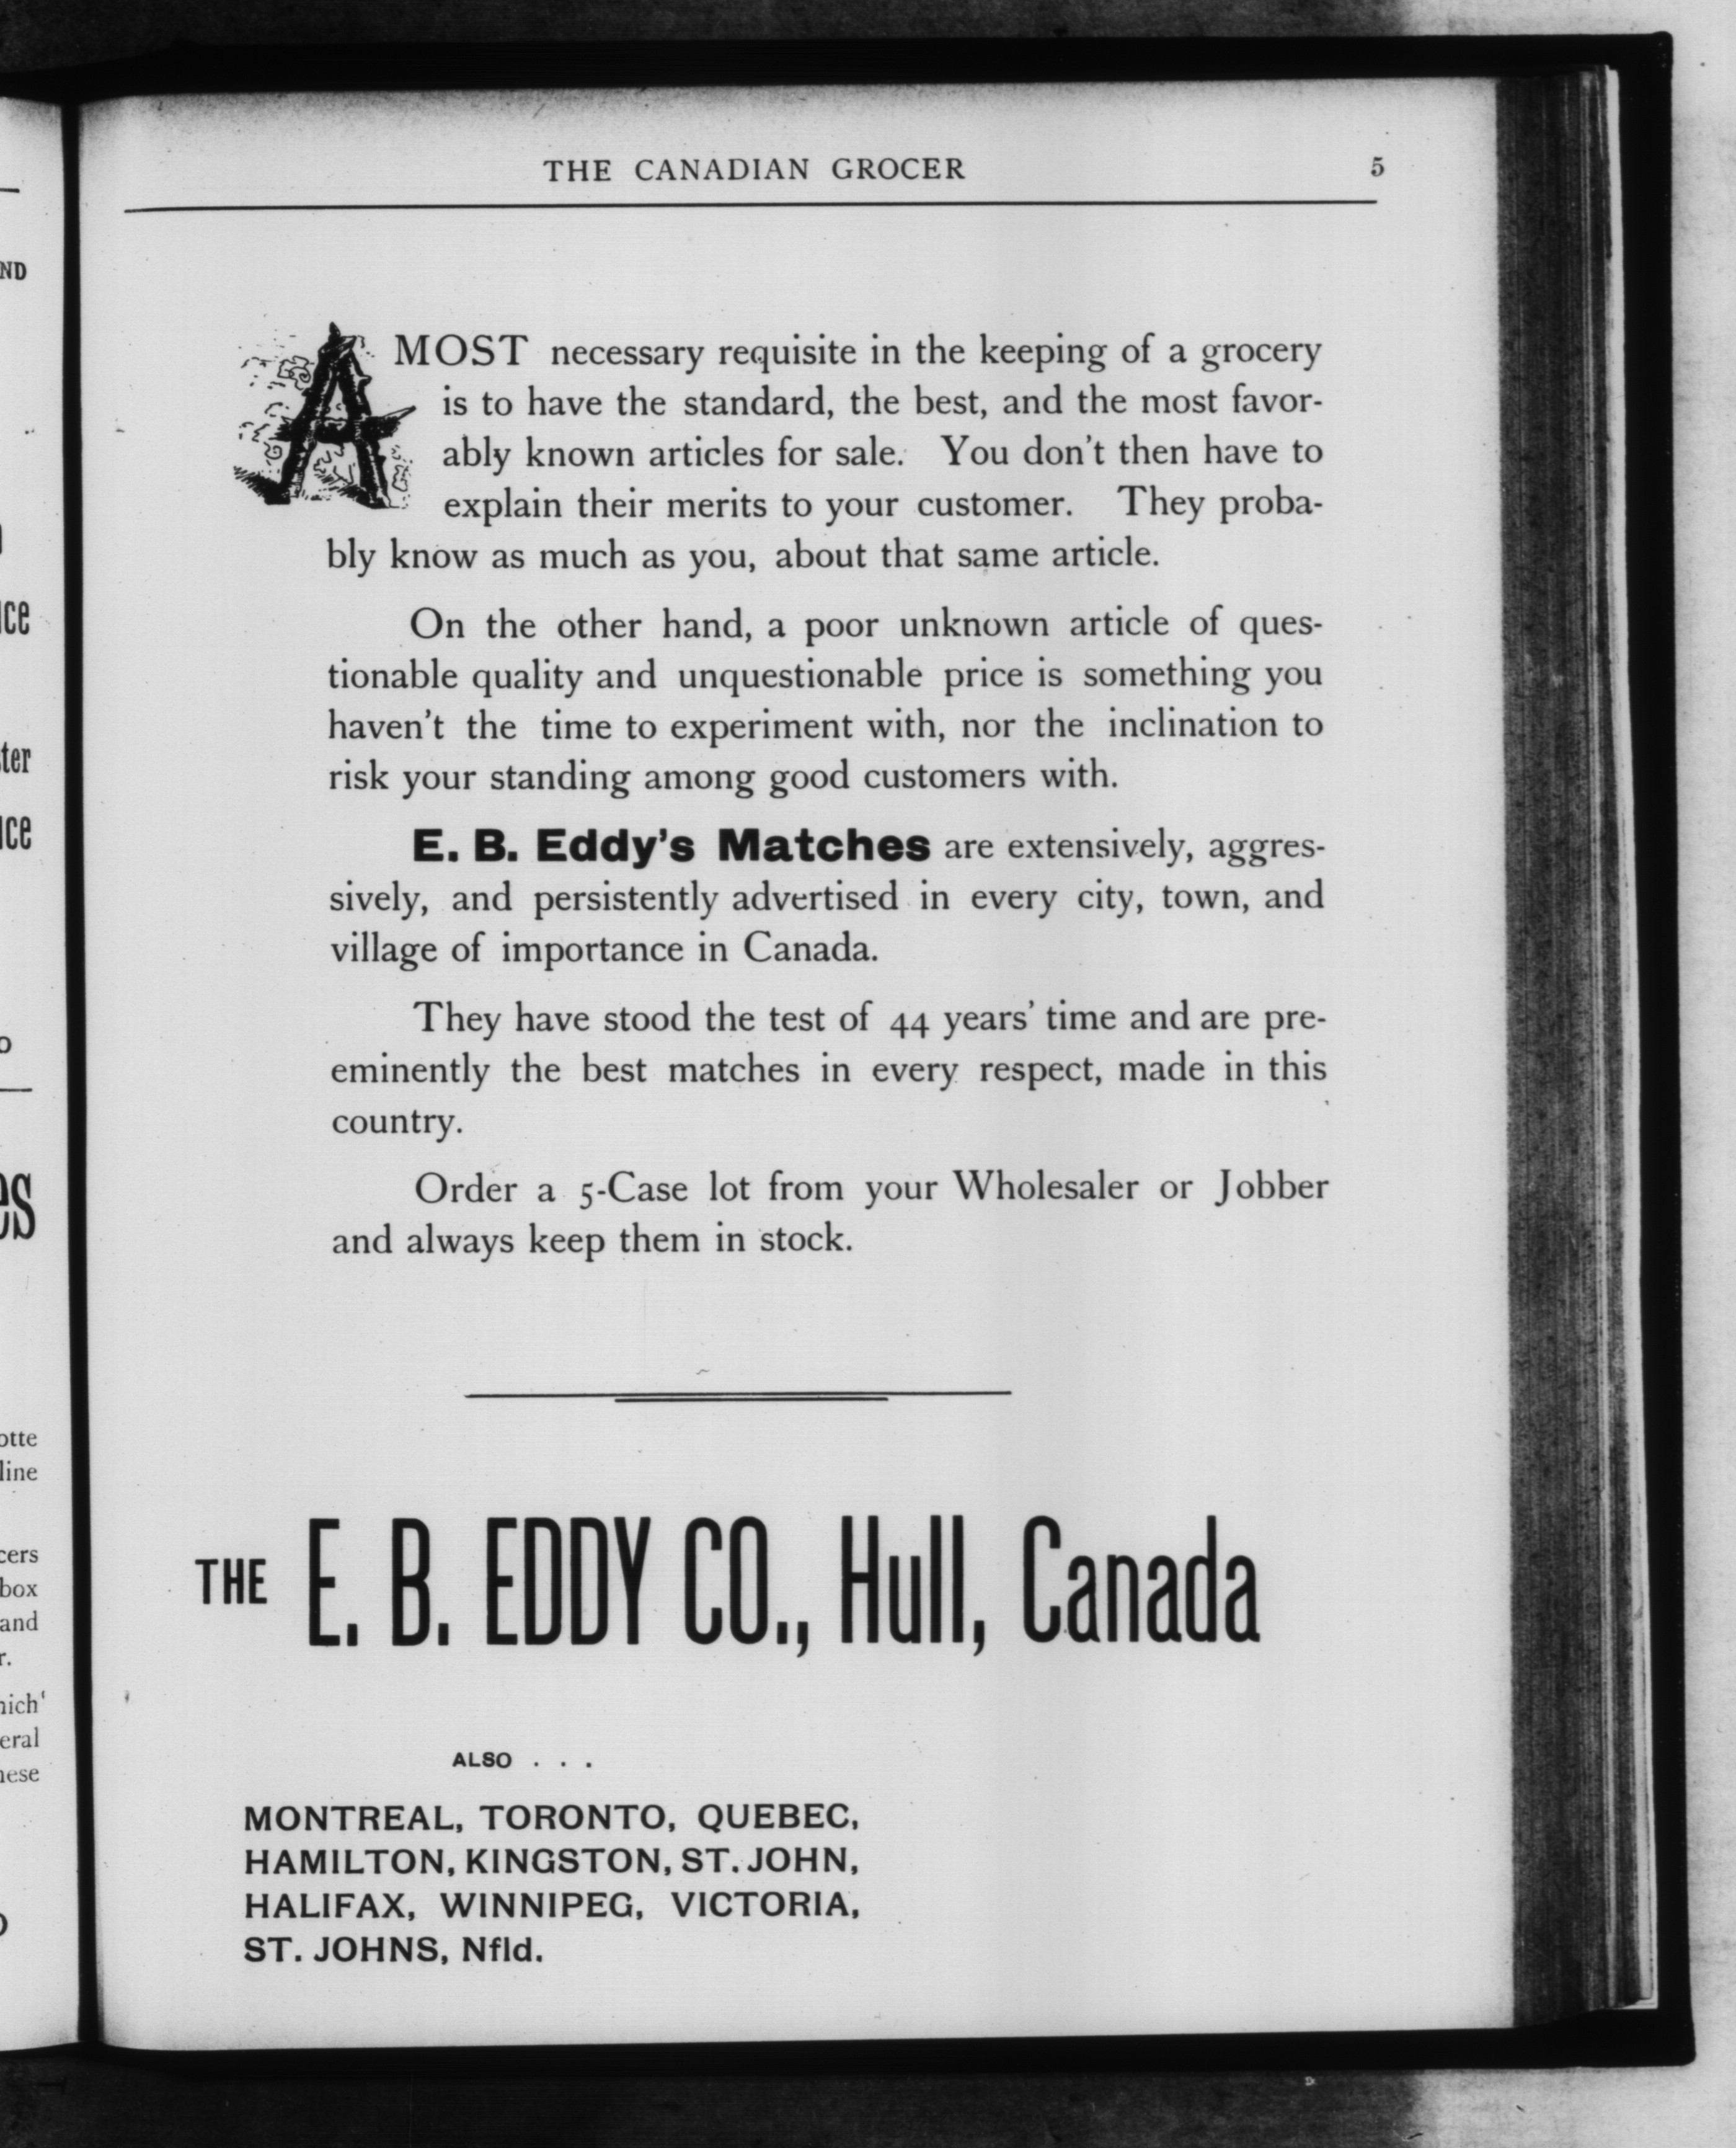 THE CANADIAN GROCER 5
A MOST necessary requisite in the keeping of a grocery
is to have the standard, the best, and the most favor-
ably known articles for sale. You don't then have to
explain their merits to your customer. They proba-
bly know as much as you, about that same article.
On the other hand, a poor unknown article of ques-
tionable quality and unquestionable price is something you
haven't the time to experiment with, nor the inclination to
risk your standing among good customers with.
E. B. Eddy's Matches are extensively, aggres-
sively, and persistently advertised in every city, town, and
village of importance in Canada.
They have stood the test of 44 years' time and are pre-
eminently the best matches in every respect, made in this
country.
Order a 5-Case lot from your Wholesaler or Jobber
and always keep them in stock.
THE E. B. EDDY CO., Hull, Canada
ALSO . . .
MONTREAL, TORONTO, QUEBEC,
HAMILTON, KINGSTON, ST. JOHN,
HALIFAX, WINNIPEG, VICTORIA,
ST. JOHNS, Nfld.